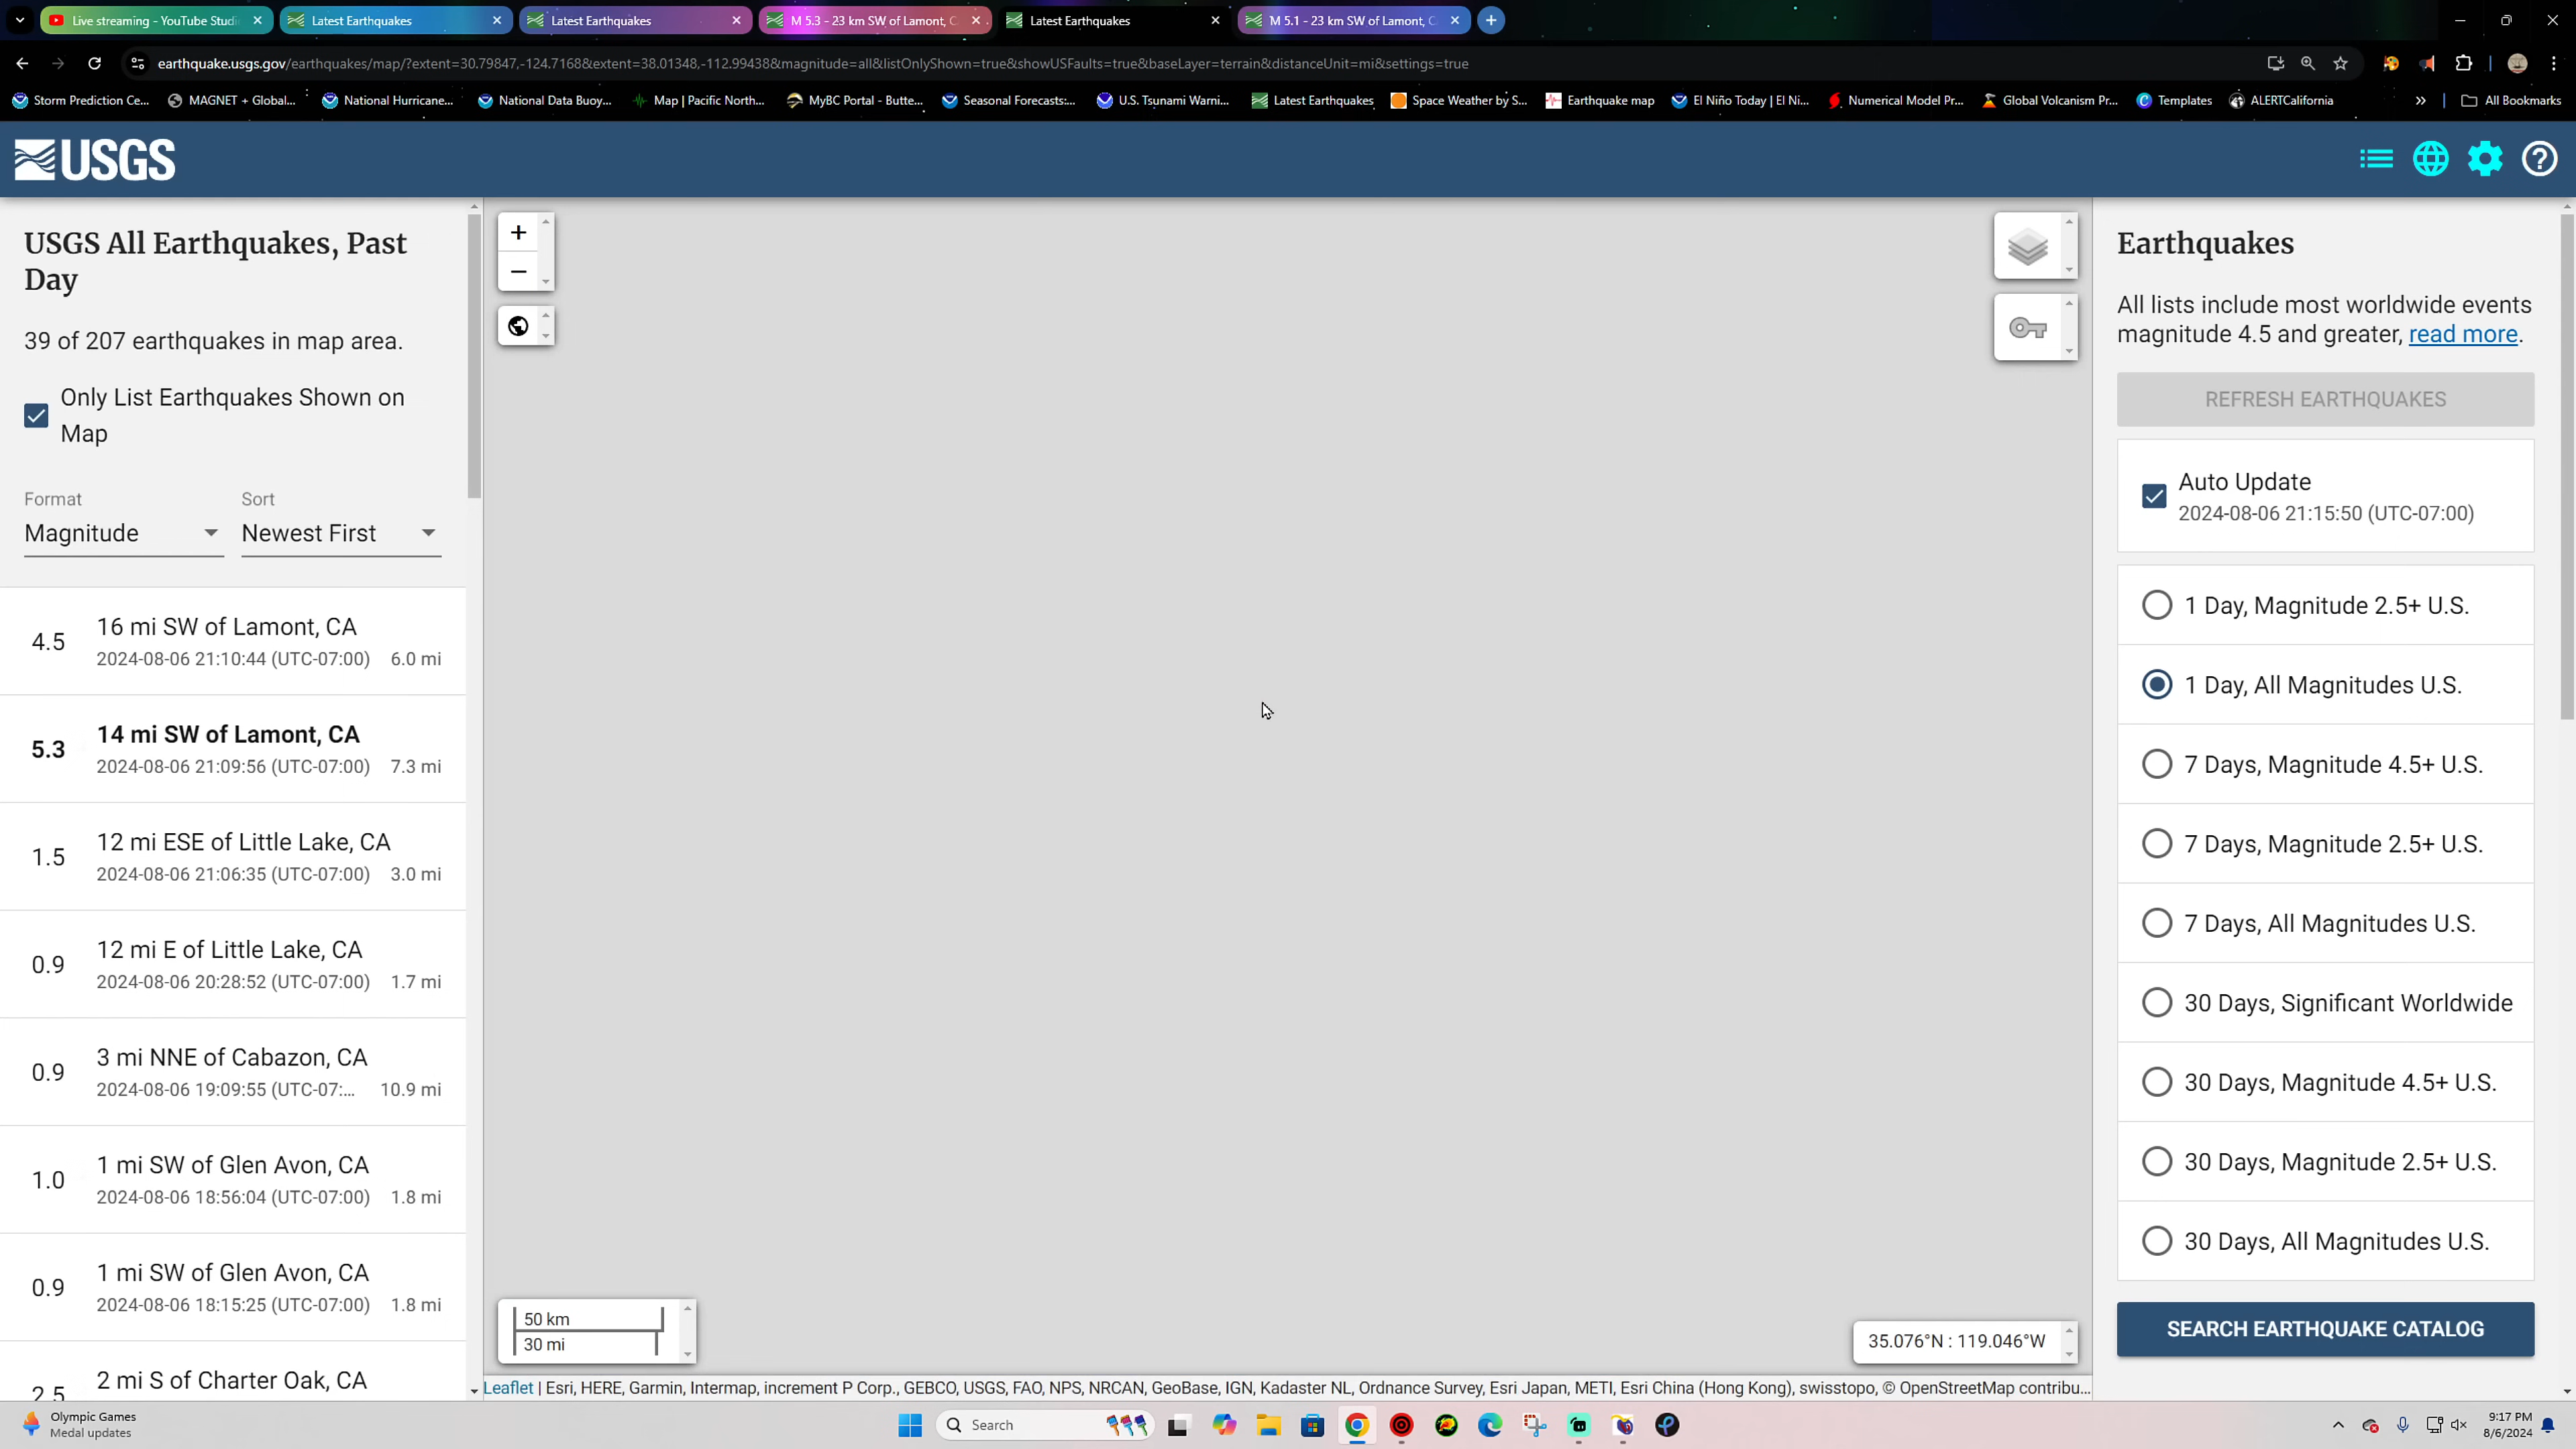 Live streaming - YouTube Studi
Latest Earthquakes
Latest Earthquakes
M 5.3 - 23 km SW of Lamont, C
Latest Earthquakes
M 5.1 - 23 km SW of Lamont, C
earthquake.usgs.gov/earthquakes/map/?extent=30.79847,-124.7168&extent=38.01348,-112.99438&magnitude=all&listOnlyShown=true&showUSFaults=true&baseLayer=terrain&distanceUnit=mi&settings=true
Storm Prediction Ce...
MAGNET + Global...
National Hurricane...
National Data Buoy...
Map | Pacific North...
MyBC Portal - Butte...
Seasonal Forecasts:...
U.S. Tsunami Warni...
Latest Earthquakes
Space Weather by S...
Earthquake map
El Niño Today | El Ni...
Numerical Model Pr...
Global Volcanism Pr...
Templates
ALERTCalifornia
All Bookmarks
USGS
USGS All Earthquakes, Past
Day
39 of 207 earthquakes in map area.
Only List Earthquakes Shown on
Map
Format
Sort
Magnitude
Newest First
4.5
16 mi SW of Lamont, CA
2024-08-06 21:10:44 (UTC-07:00) 6.0 mi
5.3
14 mi SW of Lamont, CA
2024-08-06 21:09:56 (UTC-07:00) 7.3 mi
1.5
12 mi ESE of Little Lake, CA
2024-08-06 21:06:35 (UTC-07:00) 3.0 mi
0.9
12 mi E of Little Lake, CA
2024-08-06 20:28:52 (UTC-07:00) 1.7 mi
0.9
3 mi NNE of Cabazon, CA
2024-08-06 19:09:55 (UTC-07:... 10.9 mi
1.0
1 mi SW of Glen Avon, CA
2024-08-06 18:56:04 (UTC-07:00) 1.8 mi
0.9
1 mi SW of Glen Avon, CA
2024-08-06 18:15:25 (UTC-07:00) 1.8 mi
2.5
2 mi S of Charter Oak, CA
+
−
50 km
30 mi
35.076°N : 119.046°W
Leaflet | Esri, HERE, Garmin, Intermap, increment P Corp., GEBCO, USGS, FAO, NPS, NRCAN, GeoBase, IGN, Kadaster NL, Ordnance Survey, Esri Japan, METI, Esri China (Hong Kong), swisstopo, © OpenStreetMap contribu...
Earthquakes
All lists include most worldwide events
magnitude 4.5 and greater, read more.
REFRESH EARTHQUAKES
Auto Update
2024-08-06 21:15:50 (UTC-07:00)
1 Day, Magnitude 2.5+ U.S.
1 Day, All Magnitudes U.S.
7 Days, Magnitude 4.5+ U.S.
7 Days, Magnitude 2.5+ U.S.
7 Days, All Magnitudes U.S.
30 Days, Significant Worldwide
30 Days, Magnitude 4.5+ U.S.
30 Days, Magnitude 2.5+ U.S.
30 Days, All Magnitudes U.S.
SEARCH EARTHQUAKE CATALOG
Olympic Games
Medal updates
Search
9:17 PM
8/6/2024